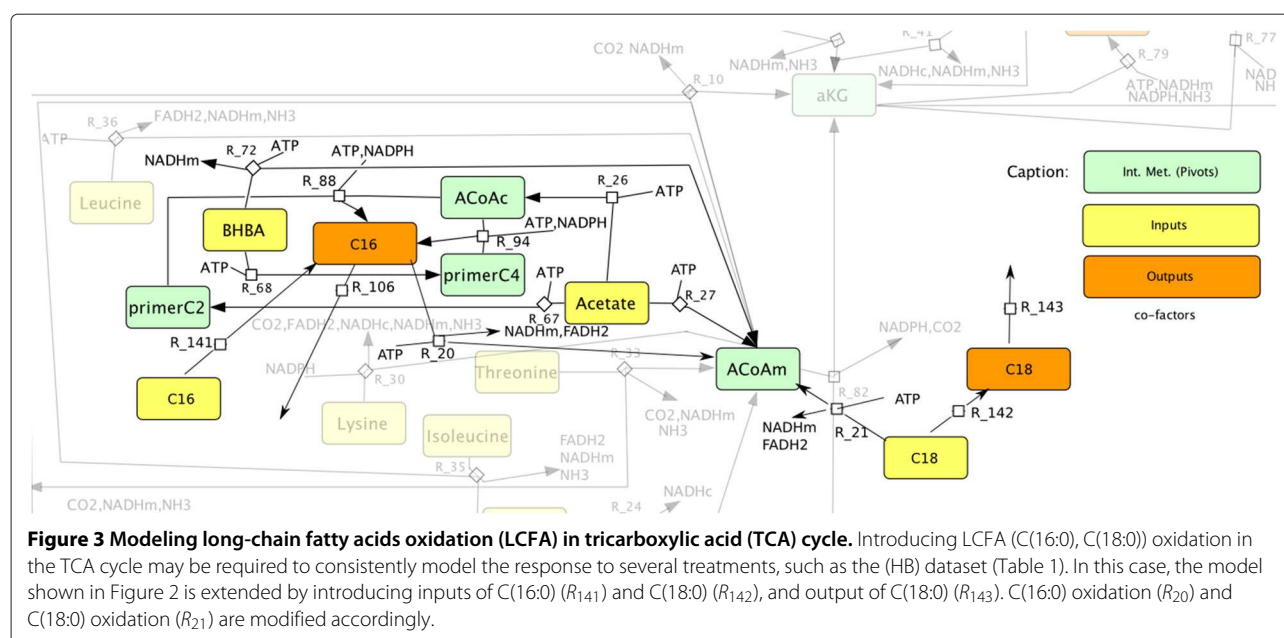 CO2 NADHm
R_10
NADHm,NH3
R_41
NADHc,NADHm,NH3
aKG
R_79
ATP,NADHm
NADPH,NH3
R_77
NAD
NH
R_36
FADH2,NADHm,NH3
ATP
Leucine
R_72
ATP
NADHm
ATP,NADPH
R_88
ACoAc
R_26
ATP
BHBA
C16
ATP,NADPH
R_94
ATP
R_68
primerC4
R_106
primerC2
ATP
R_67
Acetate
ATP
R_27
R_141
C16
CO2,FADH2,NADHc,NADHm,NH3
NADHm,FADH2
ATP
R_20
NADPH
R_30
Lysine
Threonine
R_33
CO2,NADHm
NH3
ACoAm
NADPH,CO2
R_82
ATP
R_21
NADHm
FADH2
C18
R_142
C18
R_143
Isoleucine
R_35
FADH2
NADHm
NH3
CO2,NADHm,NH3
R_24
NADHc
Caption:
Int. Met. (Pivots)
Inputs
Outputs
co-factors
Figure 3 Modeling long-chain fatty acids oxidation (LCFA) in tricarboxylic acid (TCA) cycle. Introducing LCFA (C(16:0), C(18:0)) oxidation in
the TCA cycle may be required to consistently model the response to several treatments, such as the (HB) dataset (Table 1). In this case, the model
shown in Figure 2 is extended by introducing inputs of C(16:0) (R141) and C(18:0) (R142), and output of C(18:0) (R143). C(16:0) oxidation (R20) and
C(18:0) oxidation (R21) are modified accordingly.